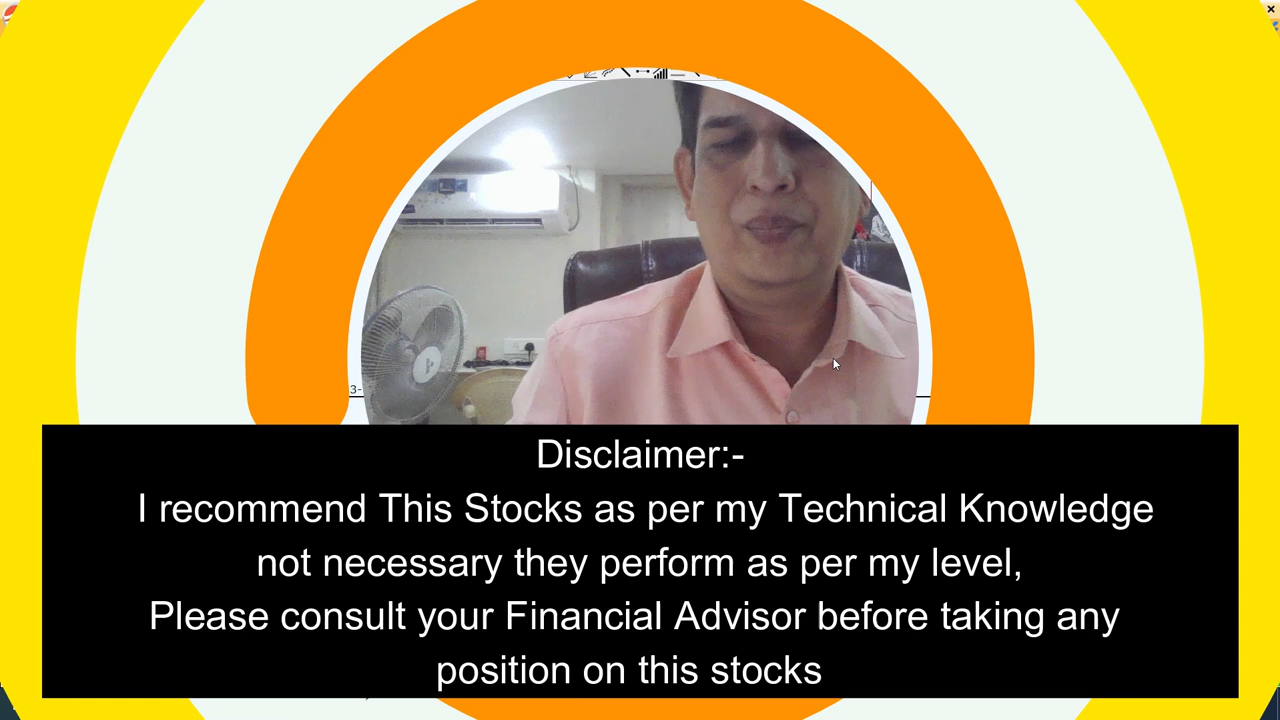 3-
Disclaimer:-
I recommend This Stocks as per my Technical Knowledge
not necessary they perform as per my level,
Please consult your Financial Advisor before taking any
position on this stocks